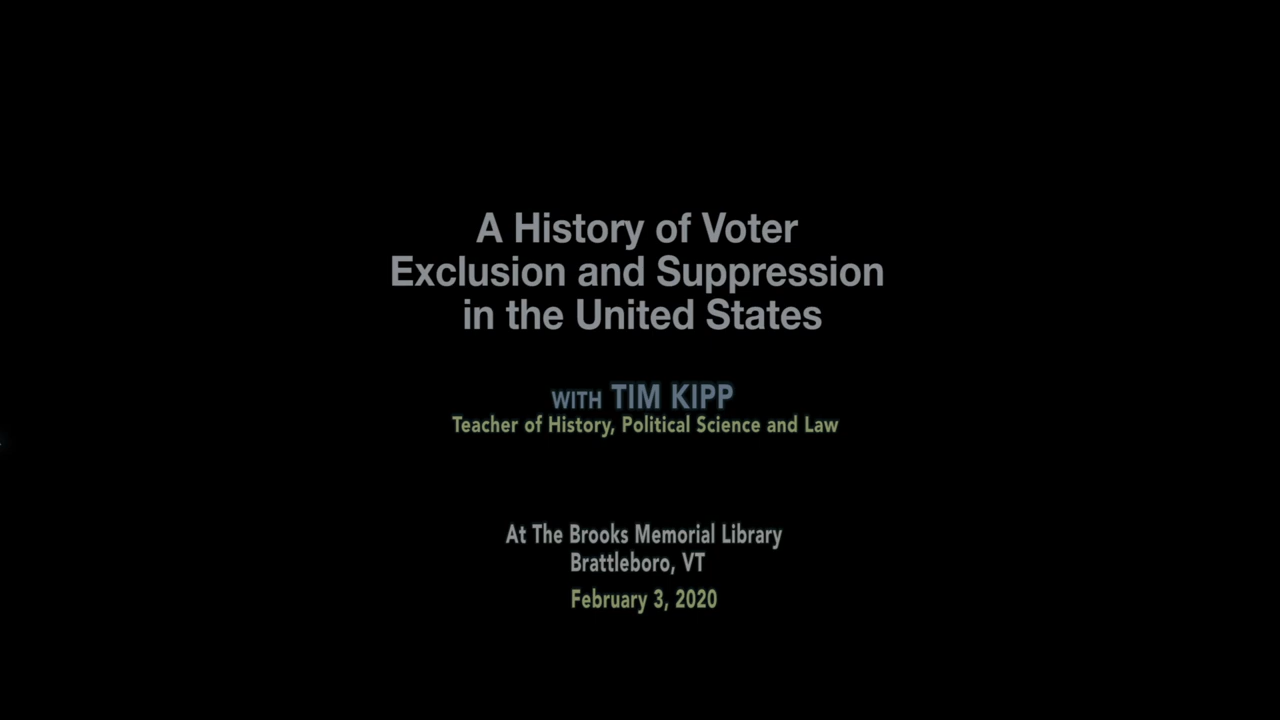 A History of Voter
Exclusion and Suppression
in the United States
WITH TIM KIPP
Teacher of History, Political Science and Law
At The Brooks Memorial Library
Brattleboro, VT
February 3, 2020